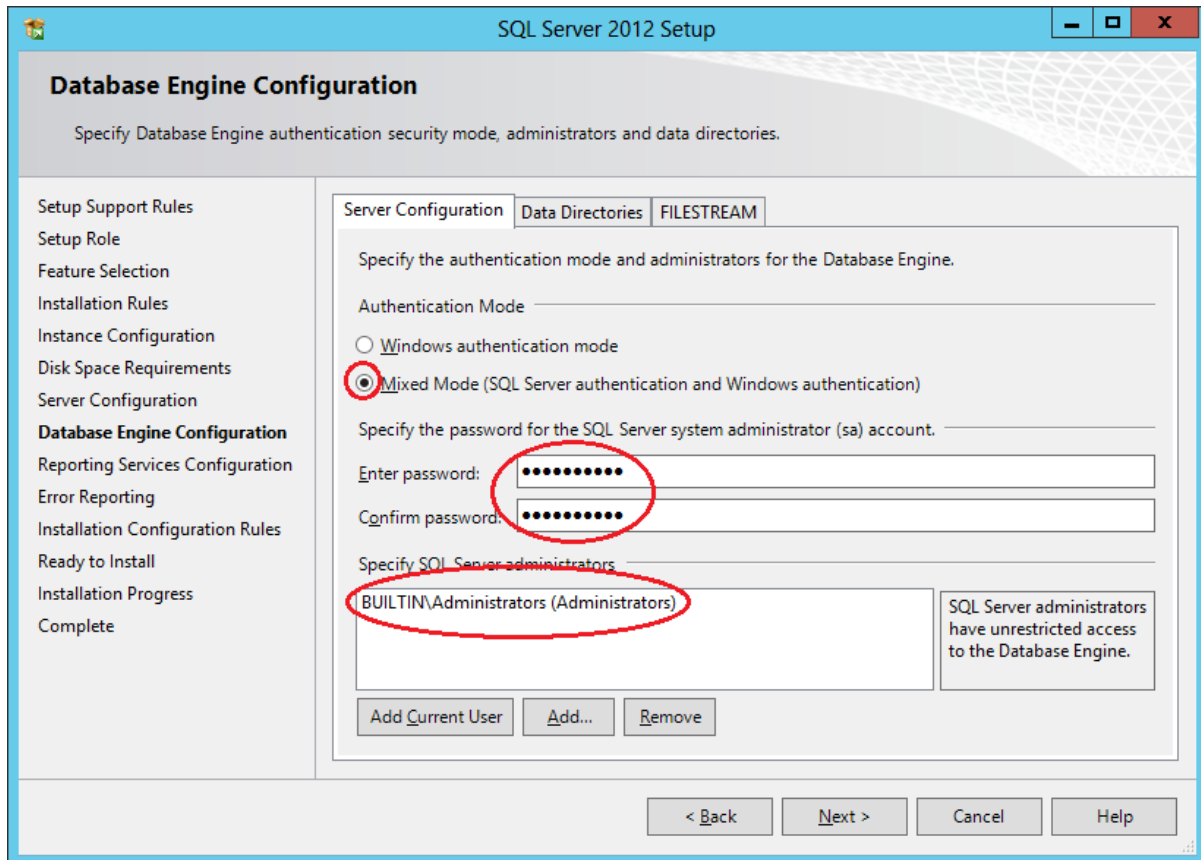 SQL Server 2012 Setup
Database Engine Configuration
Specify Database Engine authentication security mode, administrators and data directories.
Setup Support Rules
Setup Role
Feature Selection
Installation Rules
Instance Configuration
Disk Space Requirements
Server Configuration
Database Engine Configuration
Reporting Services Configuration
Error Reporting
Installation Configuration Rules
Ready to Install
Installation Progress
Complete
Server Configuration Data Directories FILESTREAM
Specify the authentication mode and administrators for the Database Engine.
Authentication Mode
Windows authentication mode
Mixed Mode (SQL Server authentication and Windows authentication)
Specify the password for the SQL Server system administrator (sa) account.
Enter password: ●●●●●●●●●●
Confirm password: ●●●●●●●●●●
Specify SQL Server administrators
BUILTIN\Administrators (Administrators)
SQL Server administrators
have unrestricted access
to the Database Engine.
Add Current User Add... Remove
< Back Next > Cancel Help